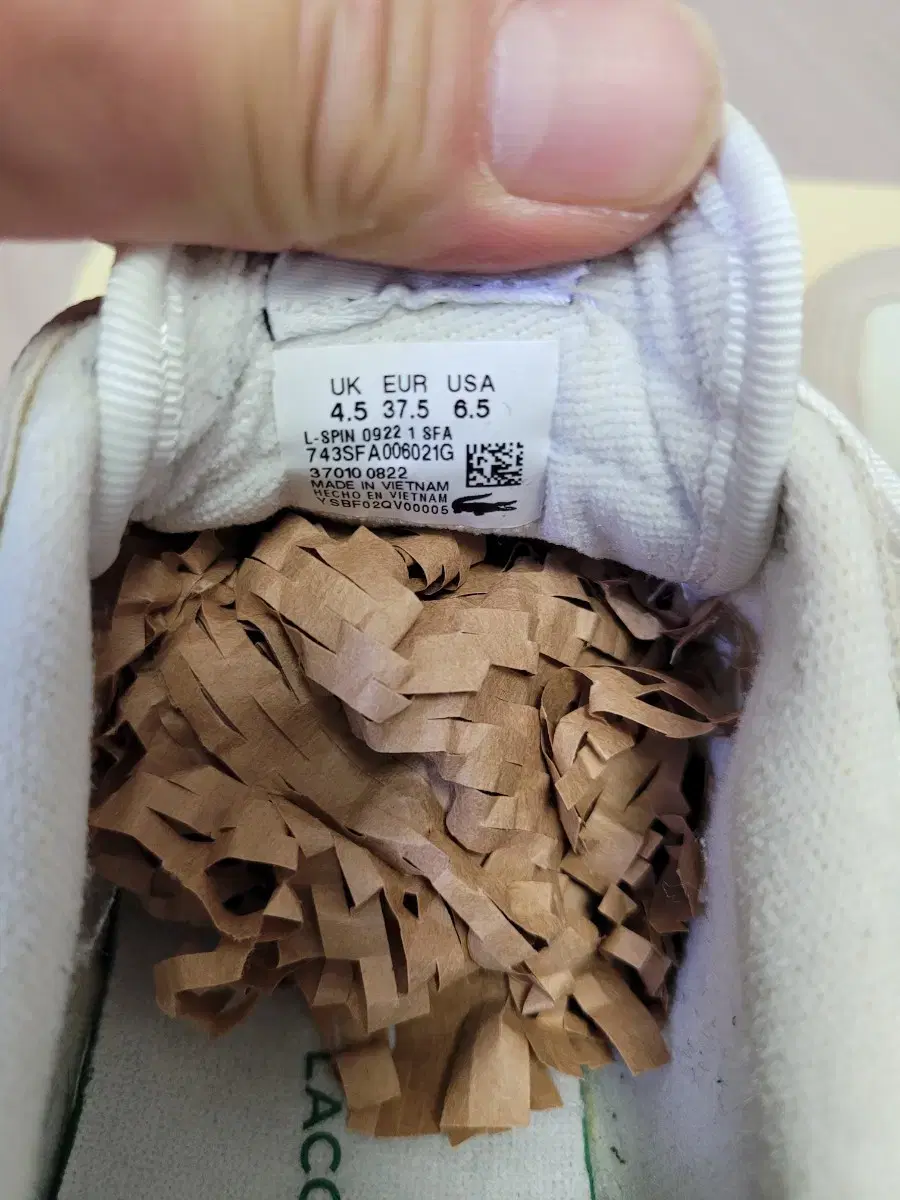 UK EUR USA
4.5 37.5 6.5
L-SPIN 0922 1 SFA
743SFA006021G
37010 0822
MADE IN VIETNAM
HECHO EN VIETNAM
YSBF02QV00005
LACO